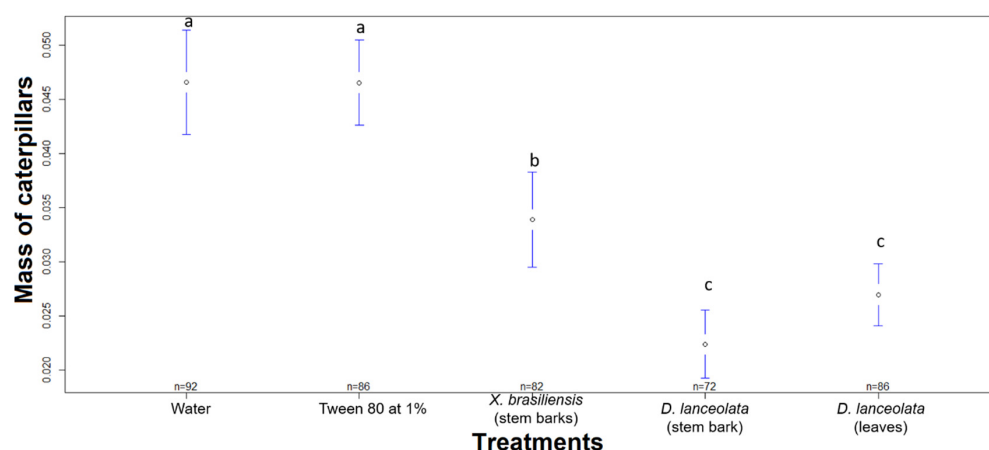 Mass of caterpillars
0.050
0.045
0.040
0.035
0.030
0.025
0.020
a
a
b
c
c
n=92
n=86
n=82
n=72
n=86
Water
Tween 80 at 1%
X. brasiliensis
(stem barks)
D. lanceolata
(stem bark)
D. lanceolata
(leaves)
Treatments